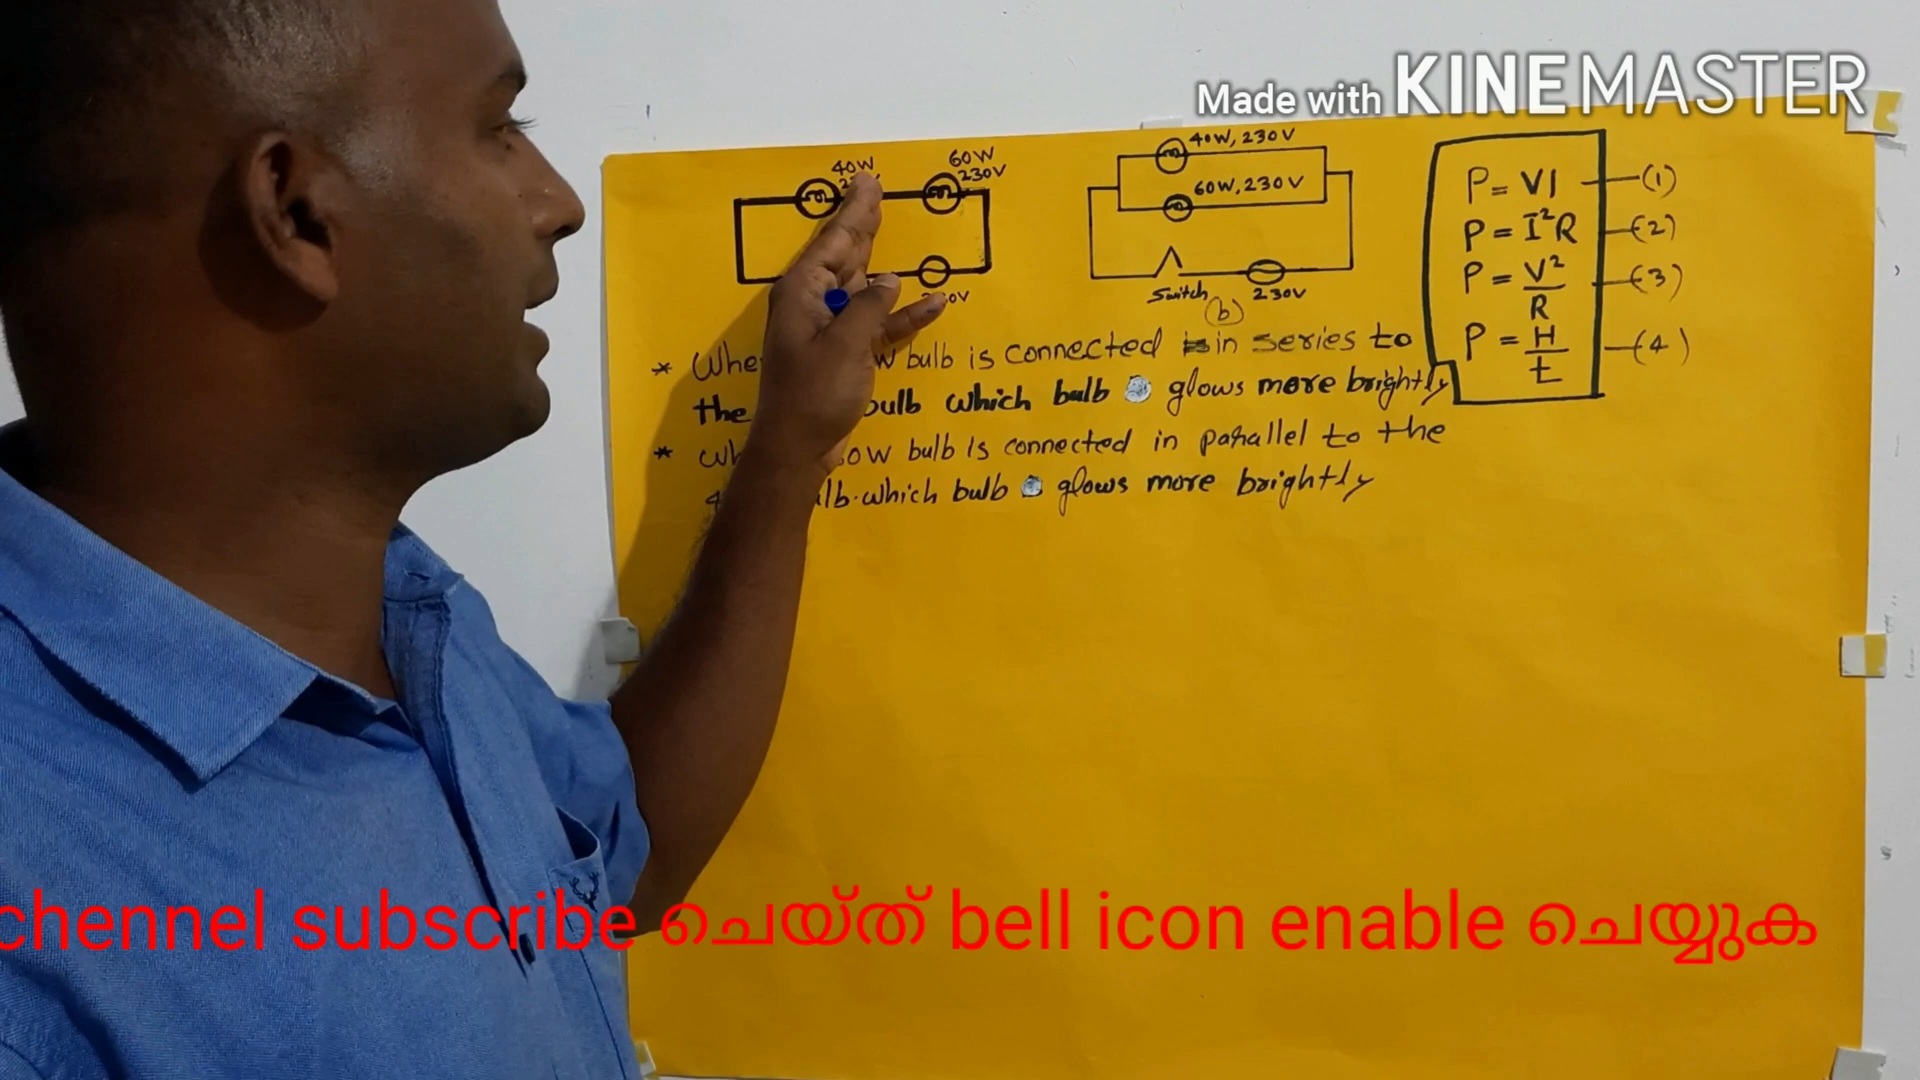 Made with KINEMASTER
40W
60W
230V
40W, 230V
60W, 230V
Switch
230V
(b)
P = VI (1)
P = I²R (2)
P = V²/R (3)
P = H/t (4)
* W bulb is connected in series to
the bulb which bulb glows more brightly
* 60W bulb is connected in parallel to the
which bulb glows more brightly
chennel subscribe ചെയ്ത് bell icon enable ചെയ്യുക